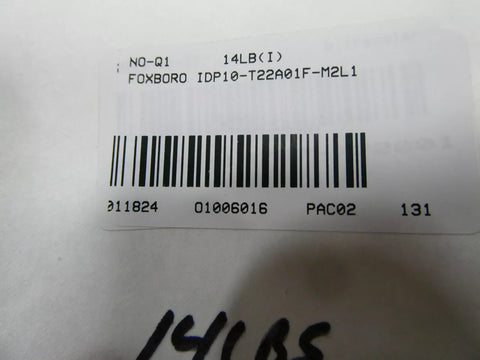 NO-Q1 14LB(I)
FOXBORO IDP10-T22A01F-M2L1
011824 01006016 PAC02 131
14LBS